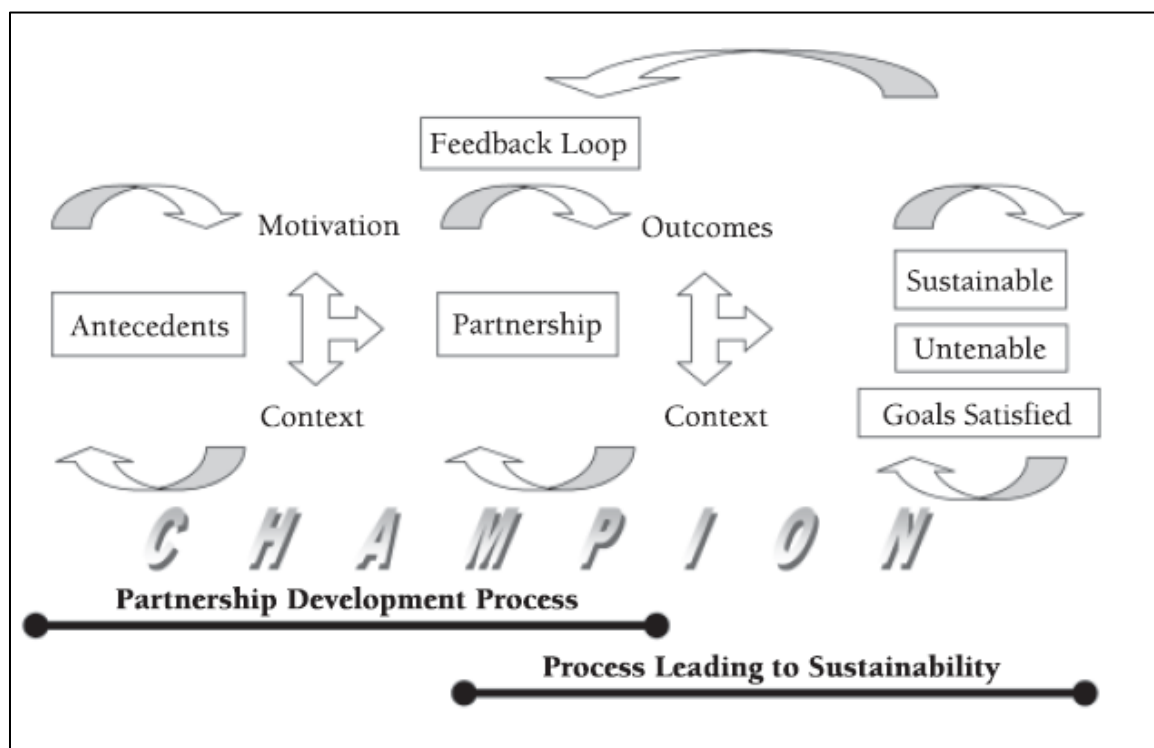 Feedback Loop
Motivation
Outcomes
Antecedents
Partnership
Sustainable
Untenable
Context
Context
Goals Satisfied
CHAMPION
Partnership Development Process
Process Leading to Sustainability